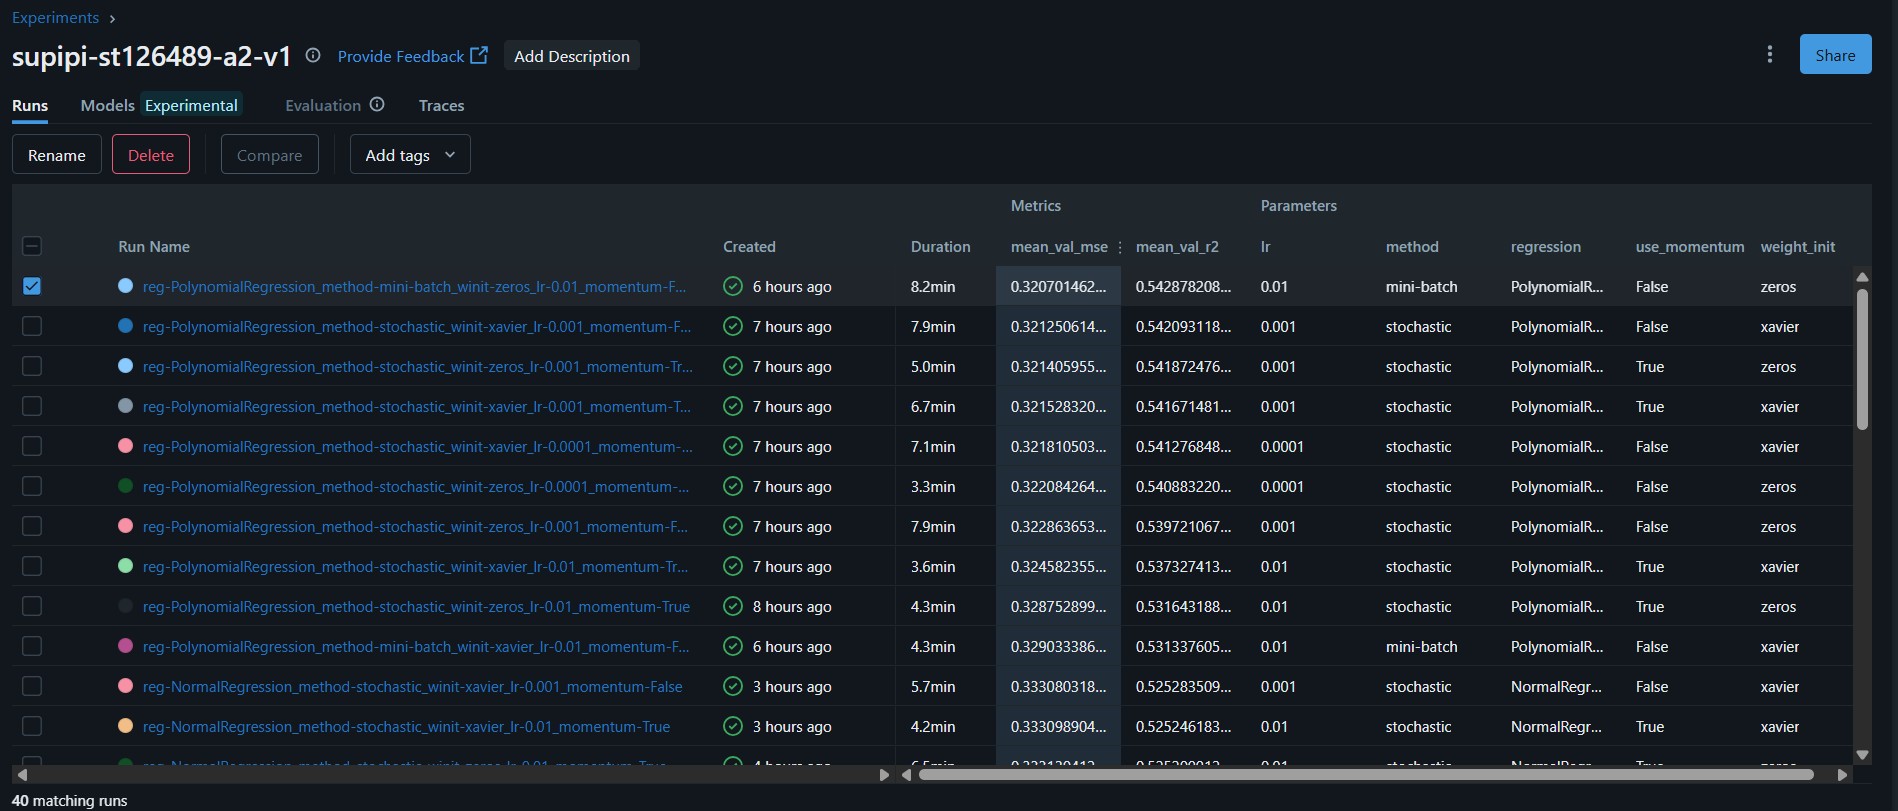 Experiments ›
supipi-st126489-a2-v1 Provide Feedback Add Description Share
Runs Models Experimental Evaluation Traces
Rename Delete Compare Add tags
Metrics Parameters
Run Name Created Duration mean_val_mse mean_val_r2 lr method regression use_momentum weight_init
reg-PolynomialRegression_method-mini-batch_winit-zeros_lr-0.01_momentum-F... 6 hours ago 8.2min 0.320701462... 0.542878208... 0.01 mini-batch PolynomialR... False zeros
reg-PolynomialRegression_method-stochastic_winit-xavier_lr-0.001_momentum-F... 7 hours ago 7.9min 0.321250614... 0.542093118... 0.001 stochastic PolynomialR... False xavier
reg-PolynomialRegression_method-stochastic_winit-zeros_lr-0.001_momentum-Tr... 7 hours ago 5.0min 0.321405955... 0.541872476... 0.001 stochastic PolynomialR... True zeros
reg-PolynomialRegression_method-stochastic_winit-xavier_lr-0.001_momentum-T... 7 hours ago 6.7min 0.321528320... 0.541671481... 0.001 stochastic PolynomialR... True xavier
reg-PolynomialRegression_method-stochastic_winit-xavier_lr-0.0001_momentum-... 7 hours ago 7.1min 0.321810503... 0.541276848... 0.0001 stochastic PolynomialR... False xavier
reg-PolynomialRegression_method-stochastic_winit-zeros_lr-0.0001_momentum-... 7 hours ago 3.3min 0.322084264... 0.540883220... 0.0001 stochastic PolynomialR... False zeros
reg-PolynomialRegression_method-stochastic_winit-zeros_lr-0.001_momentum-F... 7 hours ago 7.9min 0.322863653... 0.539721067... 0.001 stochastic PolynomialR... False zeros
reg-PolynomialRegression_method-stochastic_winit-xavier_lr-0.01_momentum-Tr... 7 hours ago 3.6min 0.324582355... 0.537327413... 0.01 stochastic PolynomialR... True xavier
reg-PolynomialRegression_method-stochastic_winit-zeros_lr-0.01_momentum-True 8 hours ago 4.3min 0.328752899... 0.531643188... 0.01 stochastic PolynomialR... True zeros
reg-PolynomialRegression_method-mini-batch_winit-xavier_lr-0.01_momentum-F... 6 hours ago 4.3min 0.329033386... 0.531337605... 0.01 mini-batch PolynomialR... False xavier
reg-NormalRegression_method-stochastic_winit-xavier_lr-0.001_momentum-False 3 hours ago 5.7min 0.333080318... 0.525283509... 0.001 stochastic NormalRegr... False xavier
reg-NormalRegression_method-stochastic_winit-xavier_lr-0.01_momentum-True 3 hours ago 4.2min 0.333098904... 0.525246183... 0.01 stochastic NormalRegr... True xavier
40 matching runs